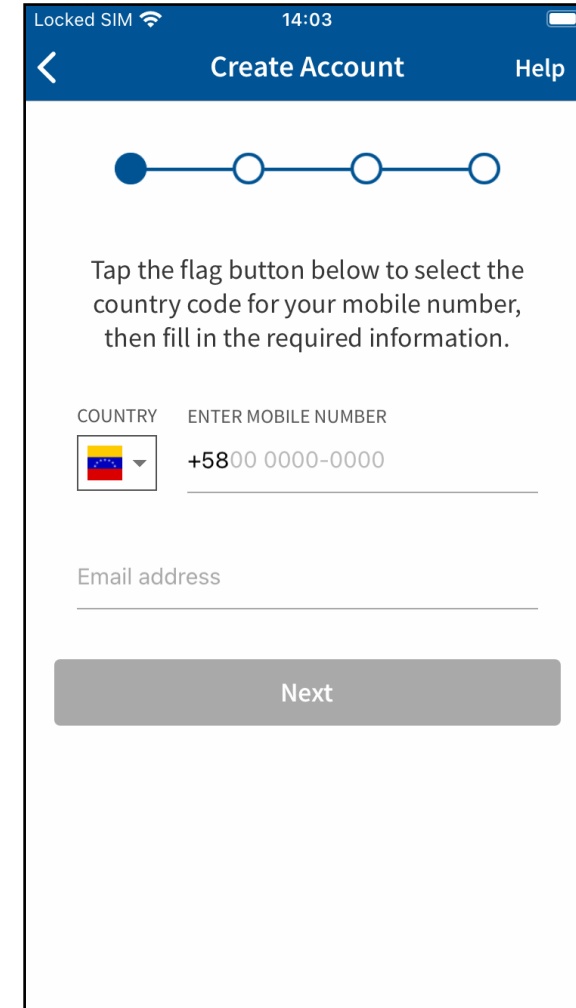 Locked SIM 14:03
Create Account Help
Tap the flag button below to select the
country code for your mobile number,
then fill in the required information.
COUNTRY ENTER MOBILE NUMBER
+5800 0000-0000
Email address
Next